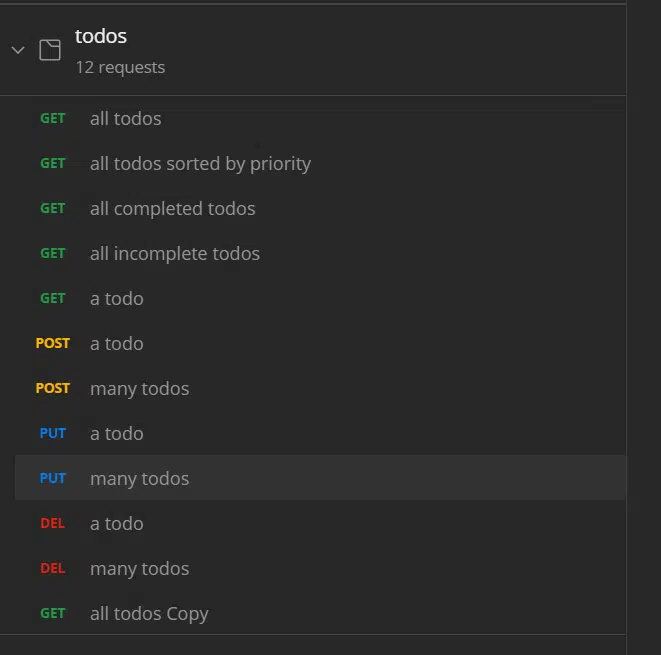 todos
12 requests
GET all todos
GET all todos sorted by priority
GET all completed todos
GET all incomplete todos
GET a todo
POST a todo
POST many todos
PUT a todo
PUT many todos
DEL a todo
DEL many todos
GET all todos Copy